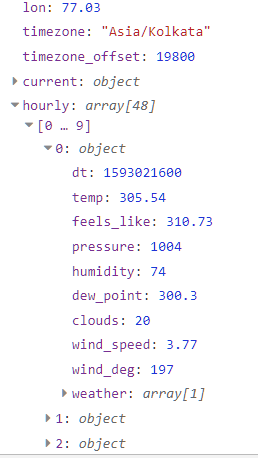 lon: 77.03
timezone: "Asia/Kolkata"
timezone_offset: 19800
current: object
hourly: array[48]
[0 … 9]
0: object
dt: 1593021600
temp: 305.54
feels_like: 310.73
pressure: 1004
humidity: 74
dew_point: 300.3
clouds: 20
wind_speed: 3.77
wind_deg: 197
weather: array[1]
1: object
2: object